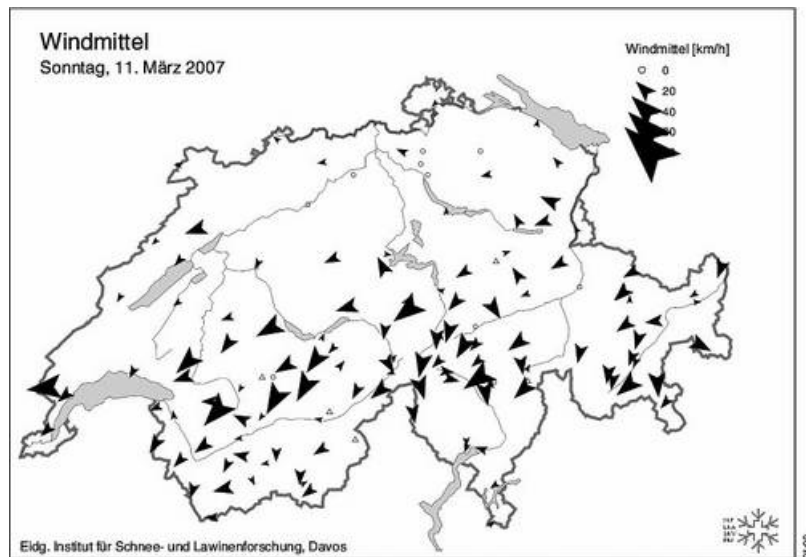 Windmittel
Sonntag, 11. März 2007
Windmittel [km/h]
0
20
40
Eidg. Institut für Schnee- und Lawinenforschung, Davos